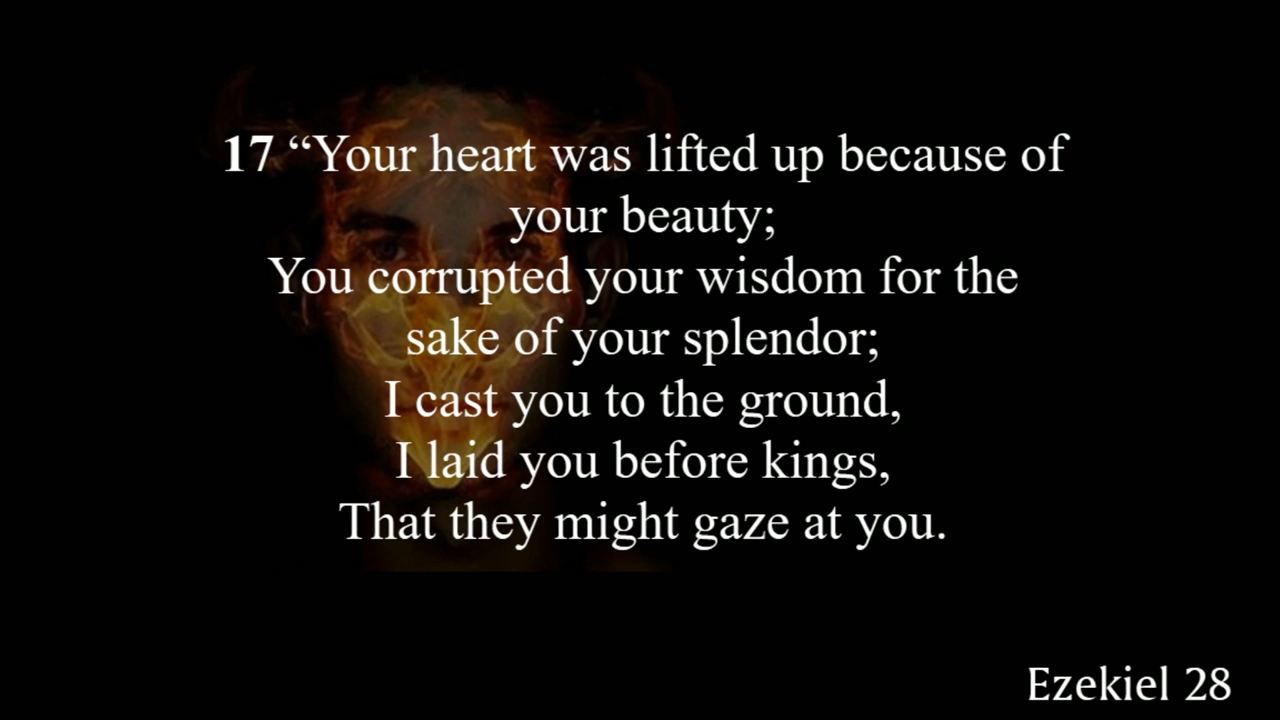 17 “Your heart was lifted up because of
your beauty;
You corrupted your wisdom for the
sake of your splendor;
I cast you to the ground,
I laid you before kings,
That they might gaze at you.
Ezekiel 28